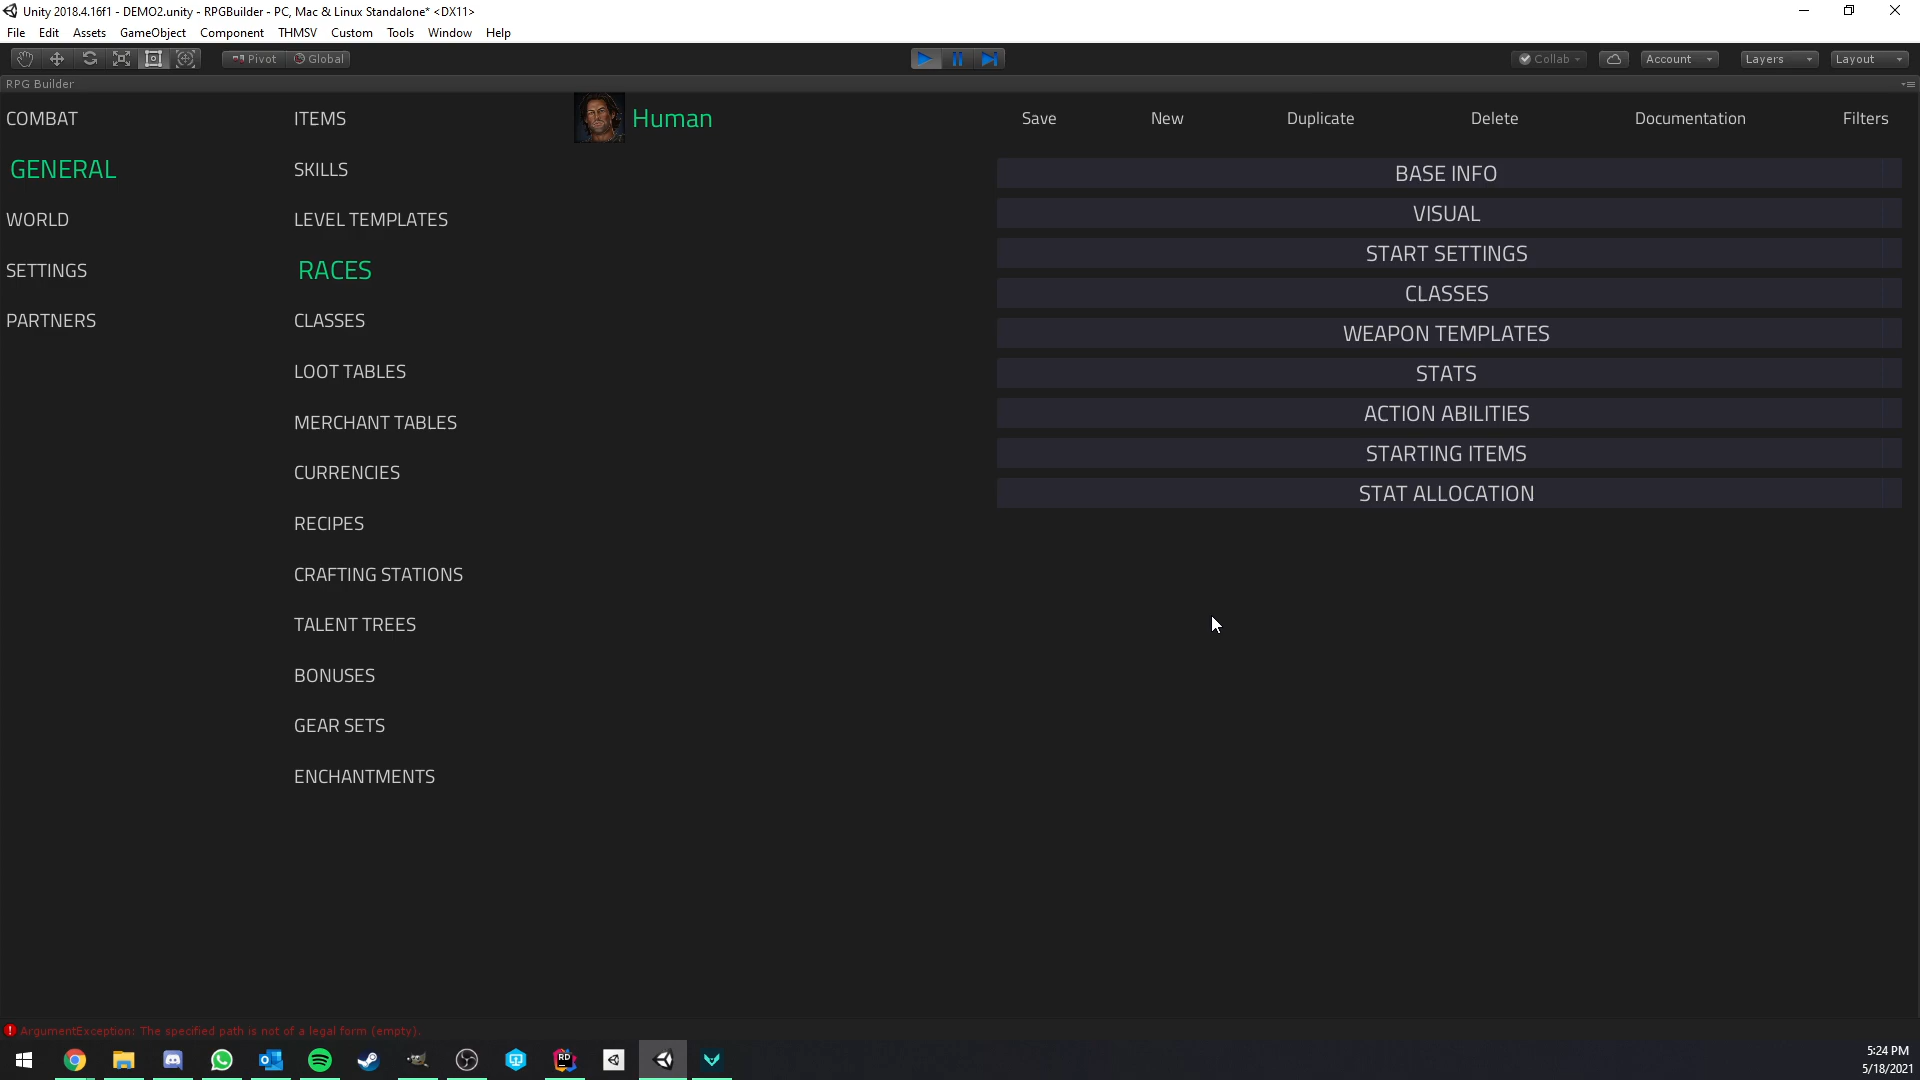 Unity 2018.4.16f1 - DEMO2.unity - RPGBuilder - PC, Mac & Linux Standalone* <DX11>
File Edit Assets GameObject Component THMSV Custom Tools Window Help
Pivot Global Collab Account Layers Layout
RPG Builder
COMBAT
GENERAL
WORLD
SETTINGS
PARTNERS
ITEMS
SKILLS
LEVEL TEMPLATES
RACES
CLASSES
LOOT TABLES
MERCHANT TABLES
CURRENCIES
RECIPES
CRAFTING STATIONS
TALENT TREES
BONUSES
GEAR SETS
ENCHANTMENTS
Human
Save New Duplicate Delete Documentation Filters
BASE INFO
VISUAL
START SETTINGS
CLASSES
WEAPON TEMPLATES
STATS
ACTION ABILITIES
STARTING ITEMS
STAT ALLOCATION
ArgumentException: The specified path is not of a legal form (empty).
RD
5:24 PM
5/18/2021